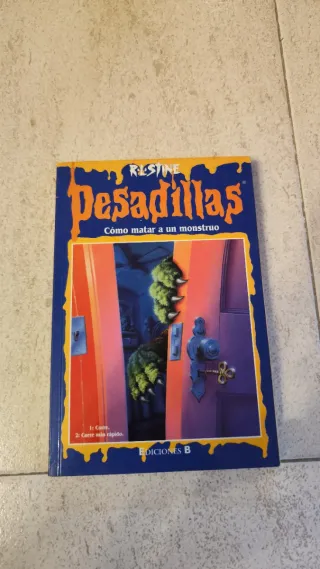 R.L.STINE
Pesadillas
Cómo matar a un monstruo
1: Corre.
2: Corre más rápido.
EDICIONES B